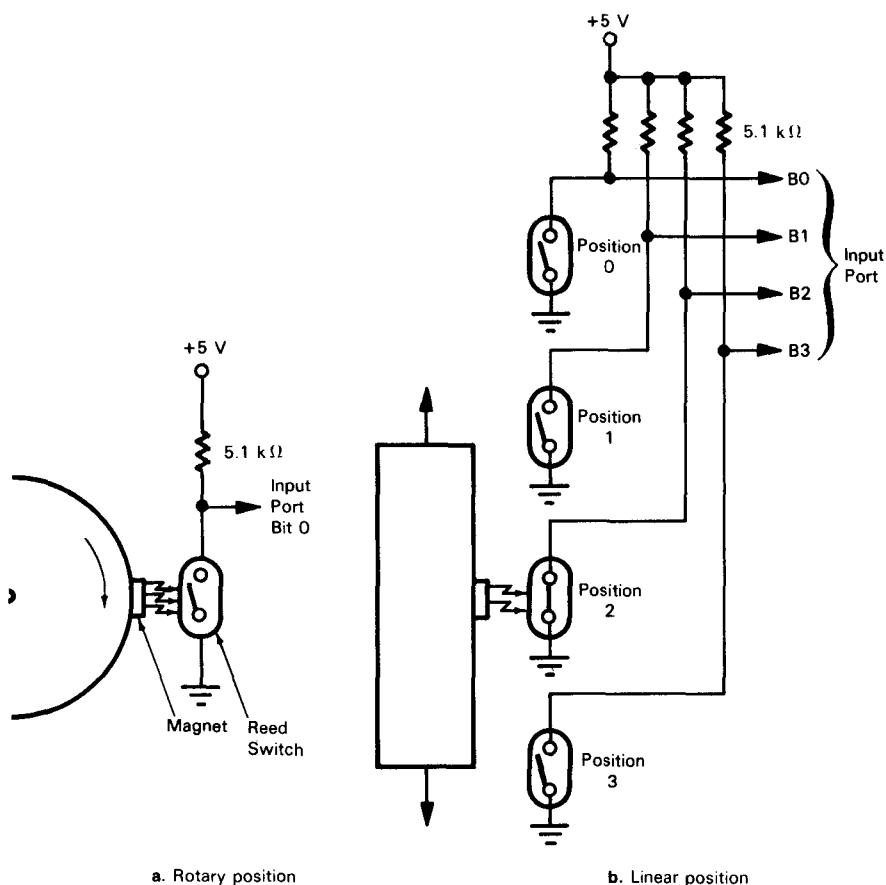 +5 V
5.1 kΩ
B0
Position
0
B1
Input
Port
B2
B3
+5 V
Position
1
5.1 kΩ
Input
Port
Bit 0
Position
2
Magnet
Reed
Switch
Position
3
a. Rotary position
b. Linear position